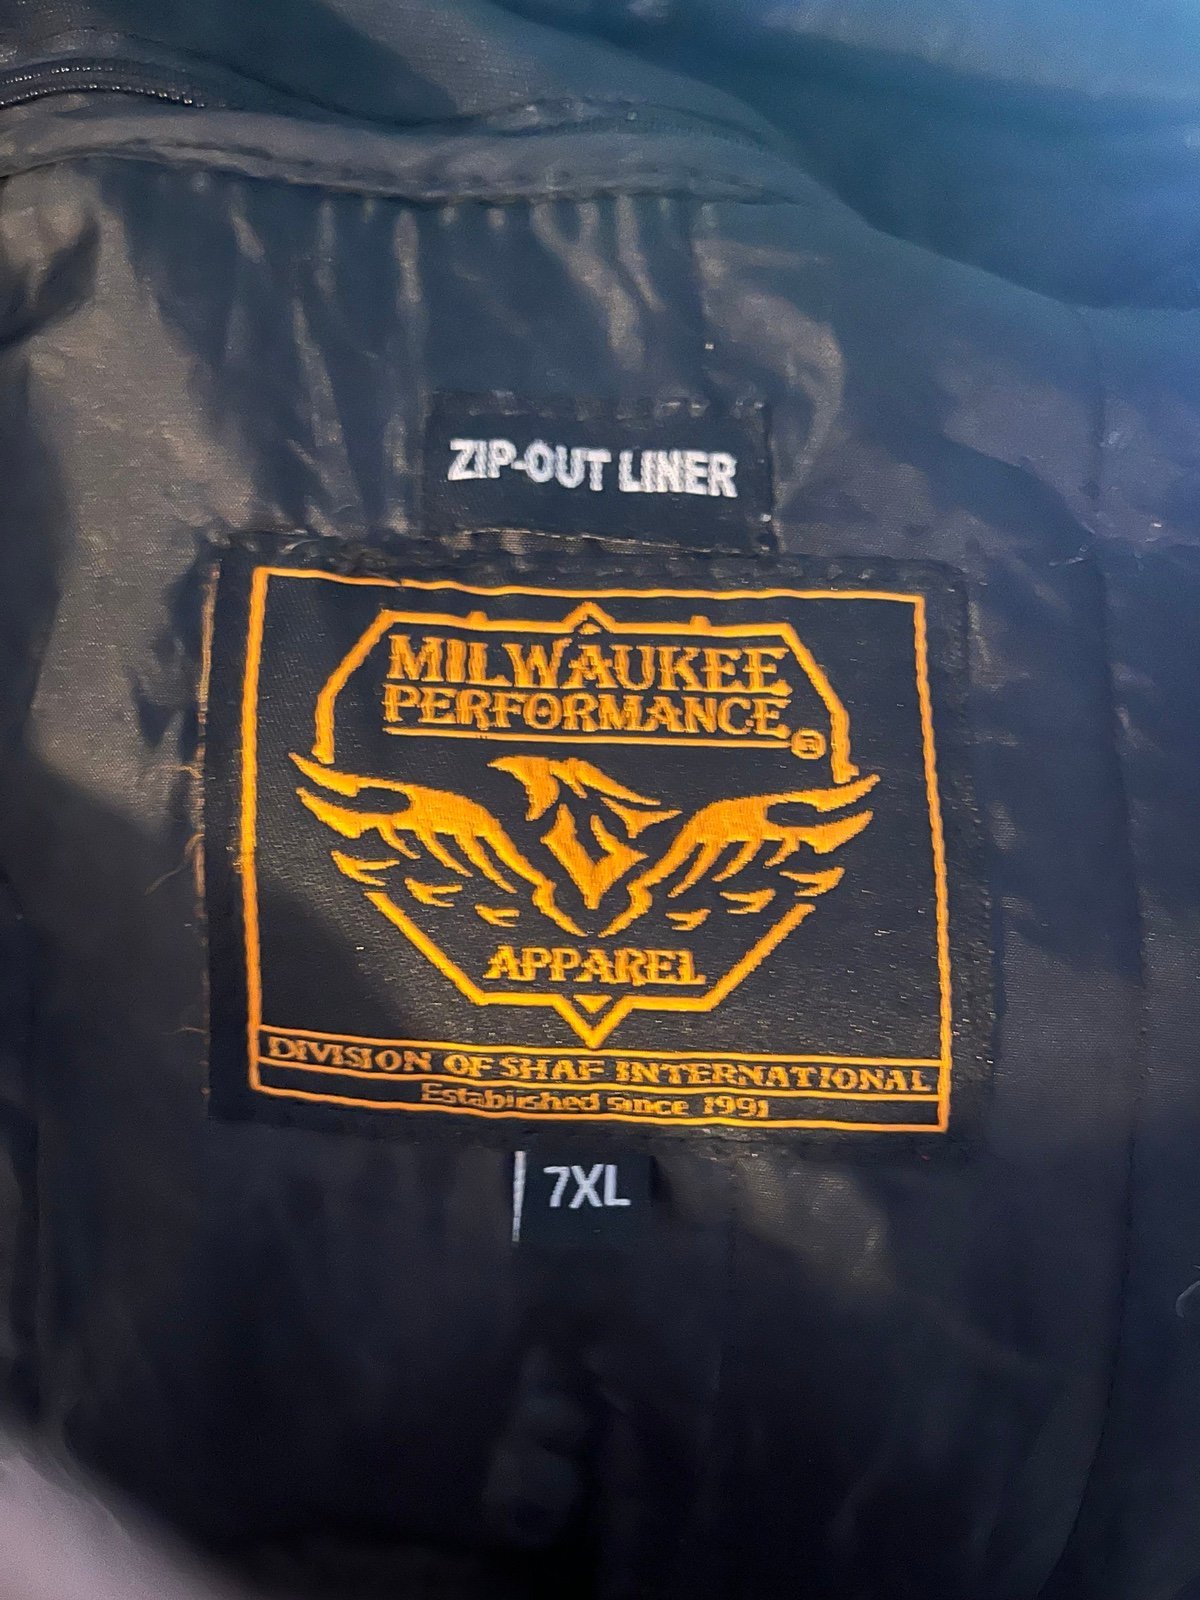 ZIP-OUT LINER
MILWAUKEE
PERFORMANCE
®
APPAREL
DIVISION OF SHAF INTERNATIONAL
Established since 1991
7XL